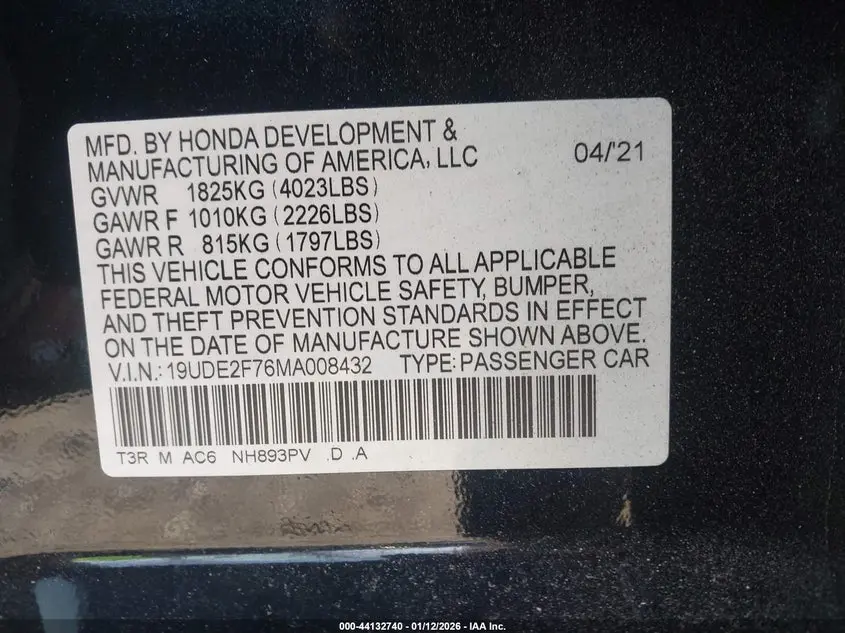 MFD. BY HONDA DEVELOPMENT &
MANUFACTURING OF AMERICA, LLC 04/'21
GVWR 1825KG (4023LBS)
GAWR F 1010KG (2226LBS)
GAWR R 815KG (1797LBS)
THIS VEHICLE CONFORMS TO ALL APPLICABLE
FEDERAL MOTOR VEHICLE SAFETY, BUMPER,
AND THEFT PREVENTION STANDARDS IN EFFECT
ON THE DATE OF MANUFACTURE SHOWN ABOVE.
V.I.N.: 19UDE2F76MA008432 TYPE: PASSENGER CAR
T3R M AC6 NH893PV .D .A
000-44132740 - 01/12/2026 - IAA Inc.